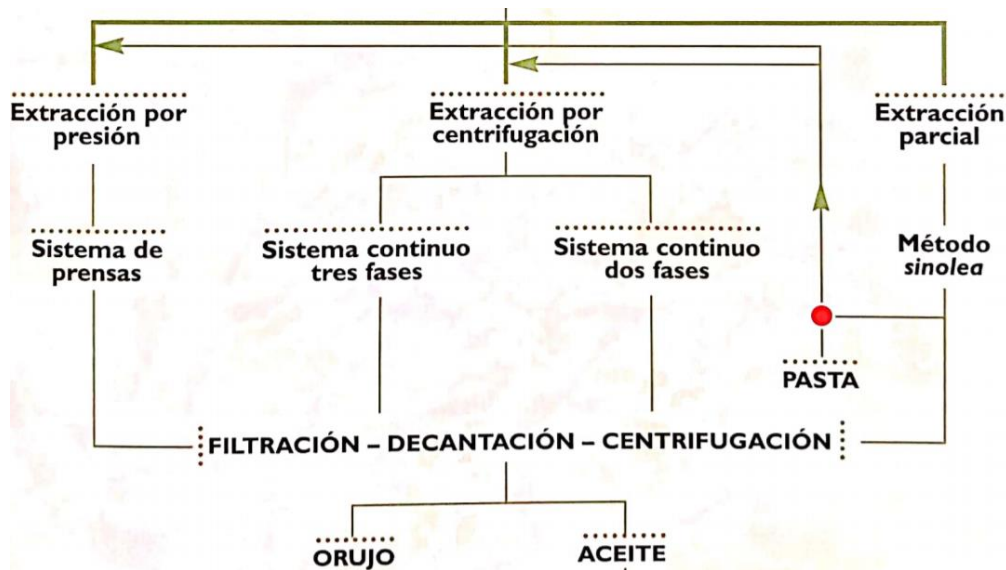 Extracción por
presión
Extracción por
centrifugación
Extracción
parcial
Sistema de
prensas
Sistema continuo
tres fases
Sistema continuo
dos fases
Método
sinolea
PASTA
FILTRACIÓN – DECANTACIÓN – CENTRIFUGACIÓN
ORUJO
ACEITE